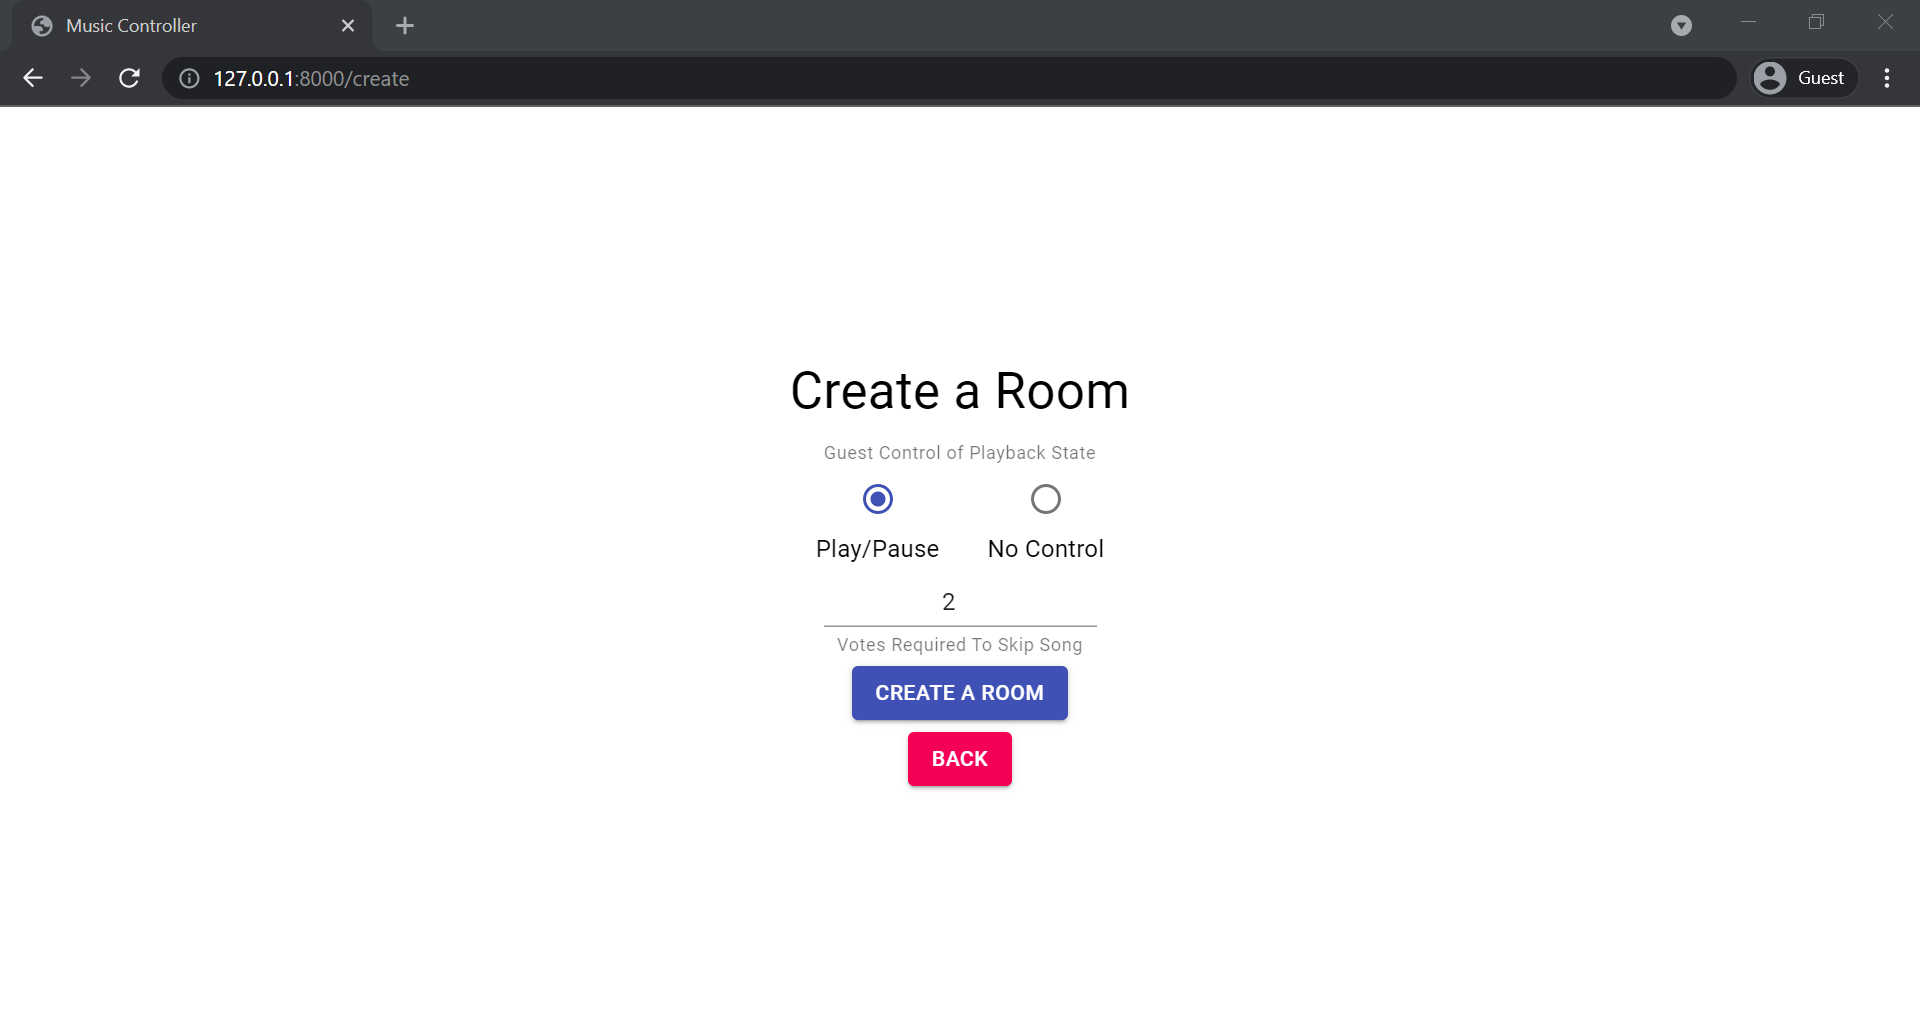 Music Controller
127.0.0.1:8000/create
Guest
Create a Room
Guest Control of Playback State
Play/Pause No Control
2
Votes Required To Skip Song
CREATE A ROOM
BACK